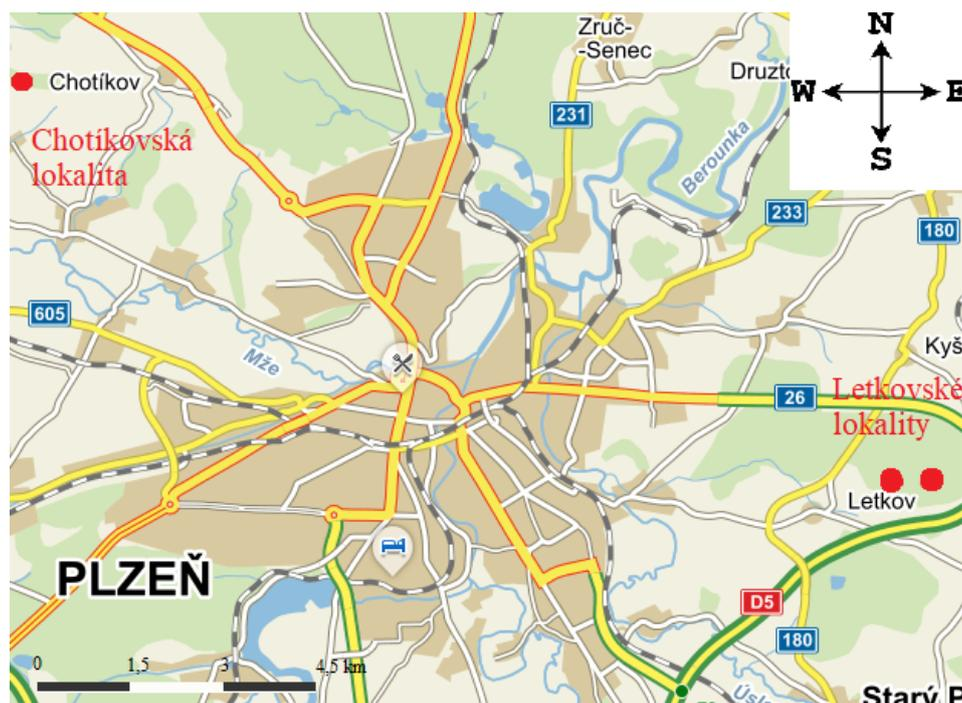 Zruč-
-Senec
N
Druzto
W
E
Chotíkov
231
S
Chotíkovská
lokalita
Berounka
233
180
605
Kyš
Mže
Letkovské
26
lokality
Letkov
PLZEŇ
D5
180
0 1,5 3 4,5 km
Starý P